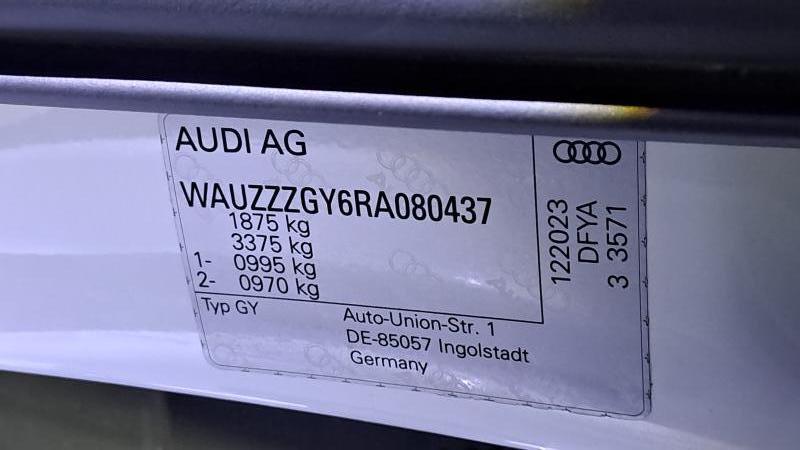 AUDI AG
WAUZZZGY6RA080437
1875 kg
3375 kg
1- 0995 kg
2- 0970 kg
Typ GY
Auto-Union-Str. 1
DE-85057 Ingolstadt
Germany
122023
DFYA
3 3571